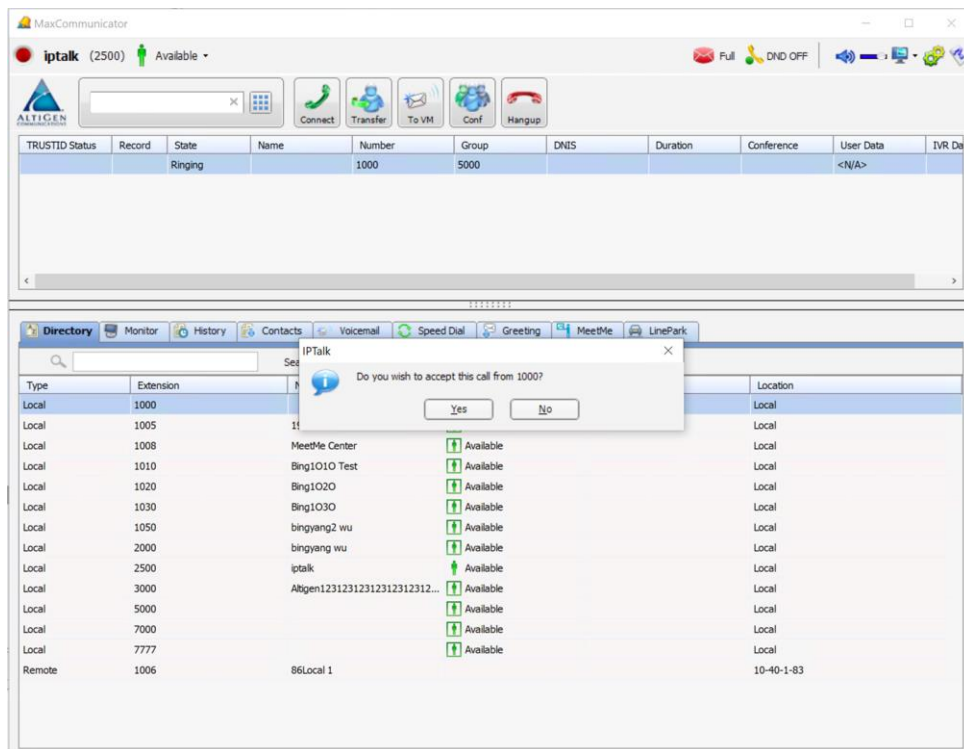 MaxCommunicator
iptalk (2500) Available Full DND OFF
ALTIGEN
COMMUNICATIONS
Connect Transfer To VM Conf Hangup
TRUSTID Status Record State Name Number Group DNIS Duration Conference User Data IVR Da
Ringing 1000 5000 <N/A>
Directory Monitor History Contacts Voicemail Speed Dial Greeting MeetMe LinePark
Sea
IPTalk
Do you wish to accept this call from 1000?
Yes No
Type Extension N Location
Local 1000 Local
Local 1005 Local
Local 1008 MeetMe Center Available Local
Local 1010 Bing1O1O Test Available Local
Local 1020 Bing1O2O Available Local
Local 1030 Bing1O3O Available Local
Local 1050 bingyang2 wu Available Local
Local 2000 bingyang wu Available Local
Local 2500 iptalk Available Local
Local 3000 Altigen12312312312312312312... Available Local
Local 5000 Available Local
Local 7000 Available Local
Local 7777 Available Local
Remote 1006 86Local 1 10-40-1-83